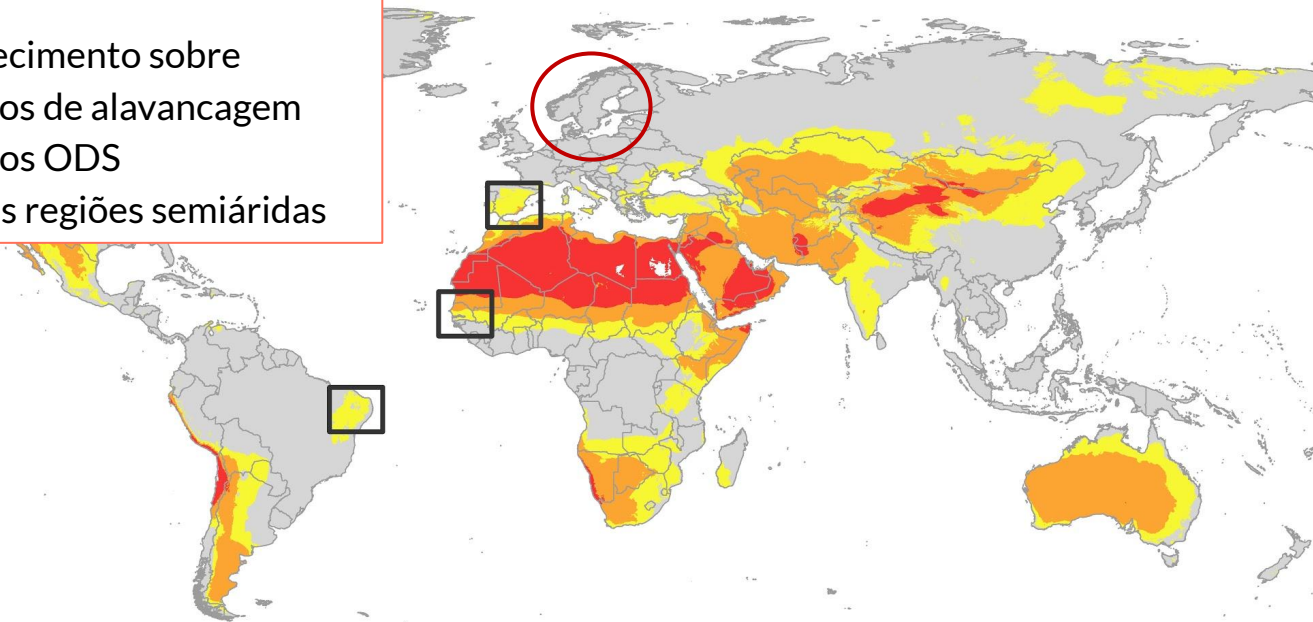 ecimento sobre
os de alavancagem
os ODS
s regiões semiáridas